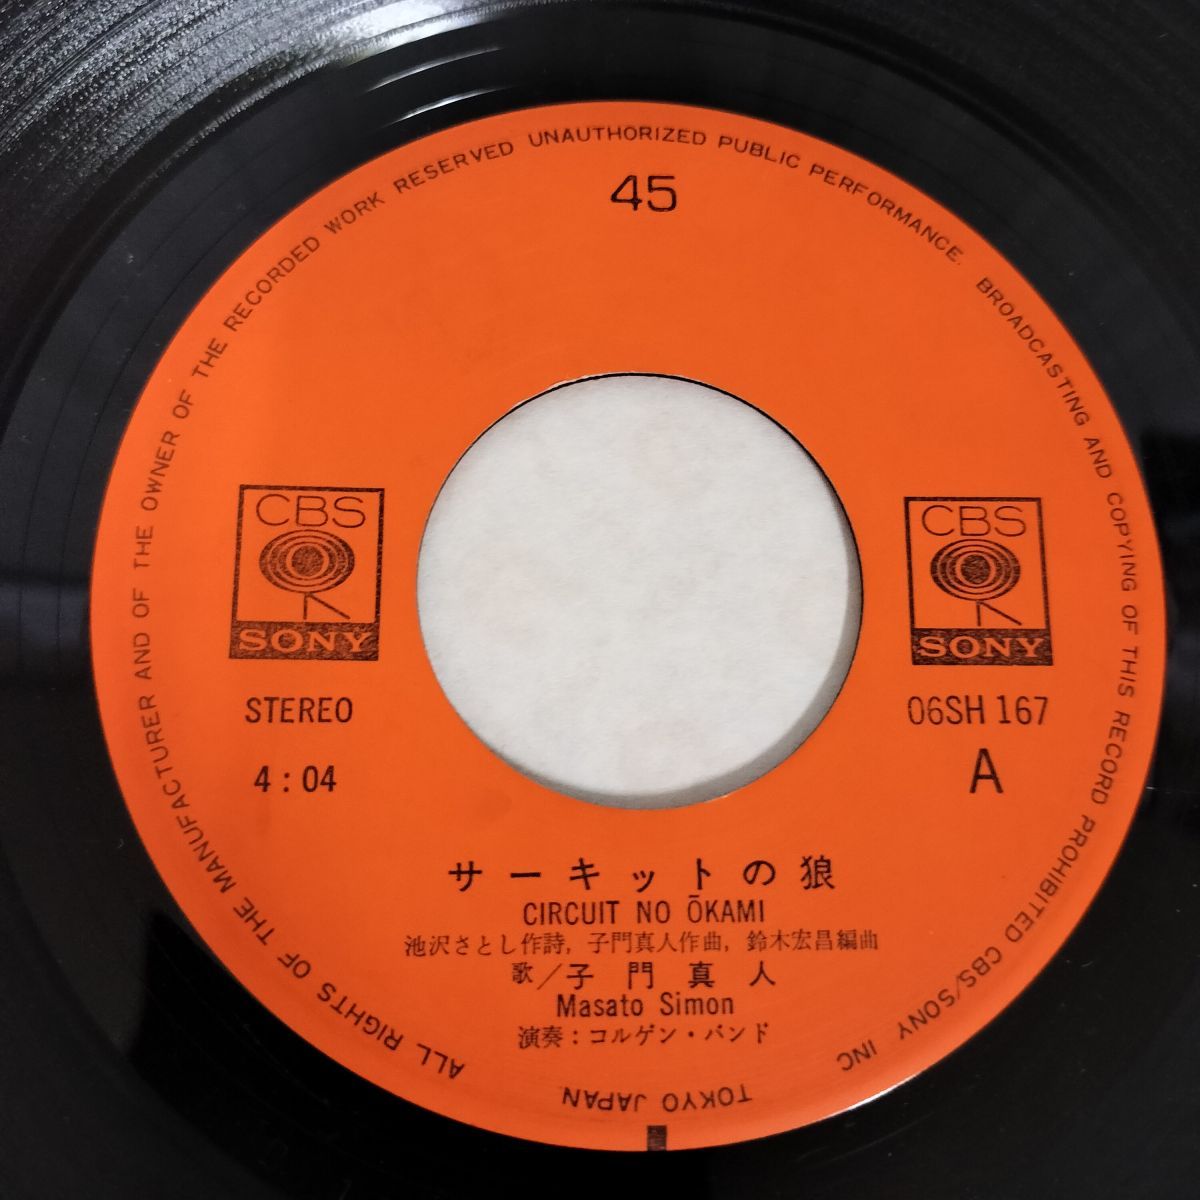 ALL RIGHTS OF THE MANUFACTURER AND OF THE OWNER OF THE RECORDED WORK RESERVED UNAUTHORIZED PUBLIC PERFORMANCE. BROADCASTING AND COPYING OF THIS RECORD PROHIBITED CBS/SONY INC
TOKYO JAPAN
45
CBS
SONY
STEREO
4:04
CBS
SONY
06SH 167
A
サーキットの狼
CIRCUIT NO ŌKAMI
池沢さとし作詩, 子門真人作曲, 鈴木宏昌編曲
歌/子門真人
Masato Simon
演奏:コルゲン・バンド